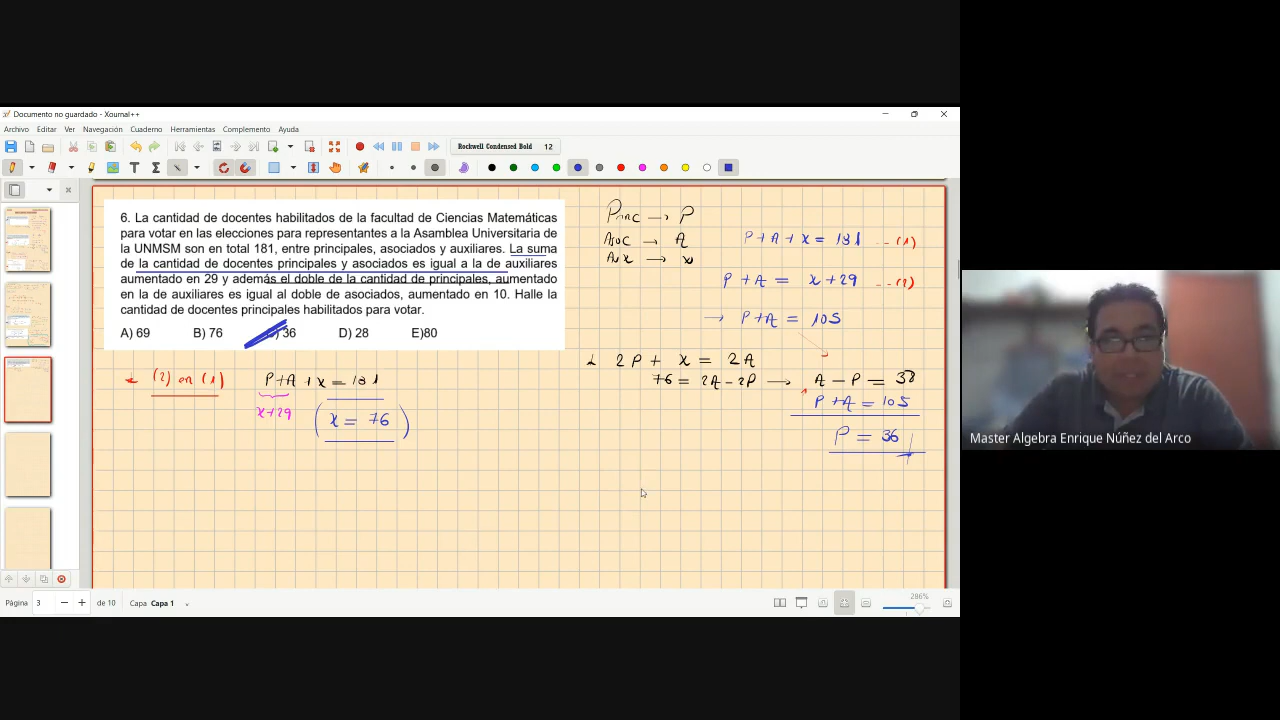 Documento no guardado - Xournal++
Archivo Editar Ver Navegación Cuaderno Herramientas Complemento Ayuda
Rockwell Condensed Bold 12
6. La cantidad de docentes habilitados de la facultad de Ciencias Matemáticas
para votar en las elecciones para representantes a la Asamblea Universitaria de
la UNMSM son en total 181, entre principales, asociados y auxiliares. La suma
de la cantidad de docentes principales y asociados es igual a la de auxiliares
aumentado en 29 y además el doble de la cantidad de principales, aumentado
en la de auxiliares es igual al doble de asociados, aumentado en 10. Halle la
cantidad de docentes principales habilitados para votar.
A) 69 B) 76 C) 36 D) 28 E)80
Princ → P
Asoc → A
Aux → x
P + A + x = 181 ... (1)
P + A = x + 29 ... (2)
→ P + A = 105
2P + x = 2A
76 = 2A - 2P → A - P = 38
P + A = 105
P = 36
(2) en (1) P + A + x = 181
x + 29
(x = 76)
Master Algebra Enrique Núñez del Arco
Página 3 de 10 Capa Capa 1
286%